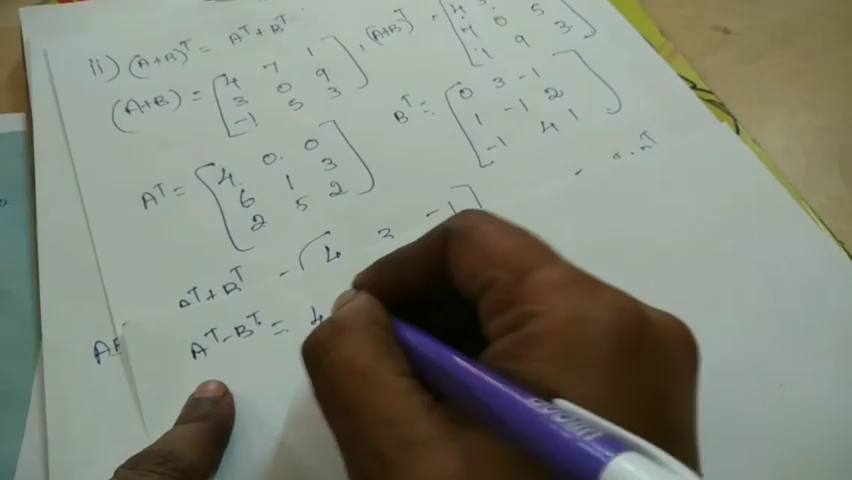 ii) (A+B)ᵀ = Aᵀ + Bᵀ.
(A+B) = [4 7 1
3 0 9
-1 5 3] , (A+B)ᵀ = [4 3
7 0 5
9 3]
Aᵀ = [4 0 0
6 1 3
2 5 2]
Bᵀ = [0 3 -1
1 -1 2
-1 4 1]
Aᵀ+Bᵀ = [4 3 -1
Aᵀ-Bᵀ = 4